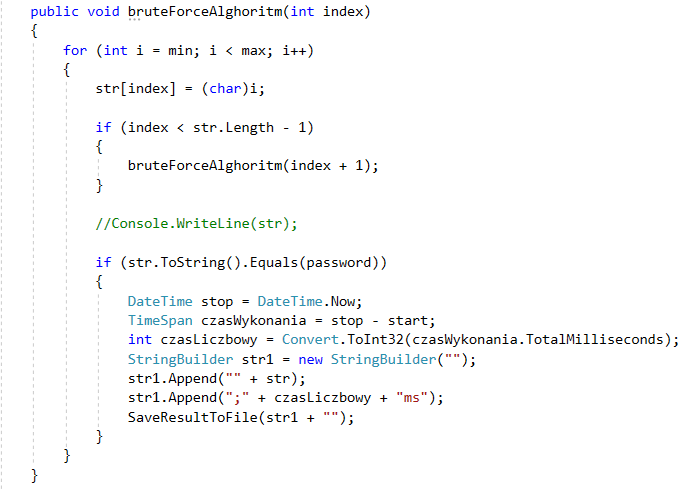 public void bruteForceAlghoritm(int index)
{
for (int i = min; i < max; i++)
{
str[index] = (char)i;
if (index < str.Length - 1)
{
bruteForceAlghoritm(index + 1);
}
//Console.WriteLine(str);
if (str.ToString().Equals(password))
{
DateTime stop = DateTime.Now;
TimeSpan czasWykonania = stop - start;
int czasLiczbowy = Convert.ToInt32(czasWykonania.TotalMilliseconds);
StringBuilder str1 = new StringBuilder("");
str1.Append("" + str);
str1.Append(";" + czasLiczbowy + "ms");
SaveResultToFile(str1 + "");
}
}
}